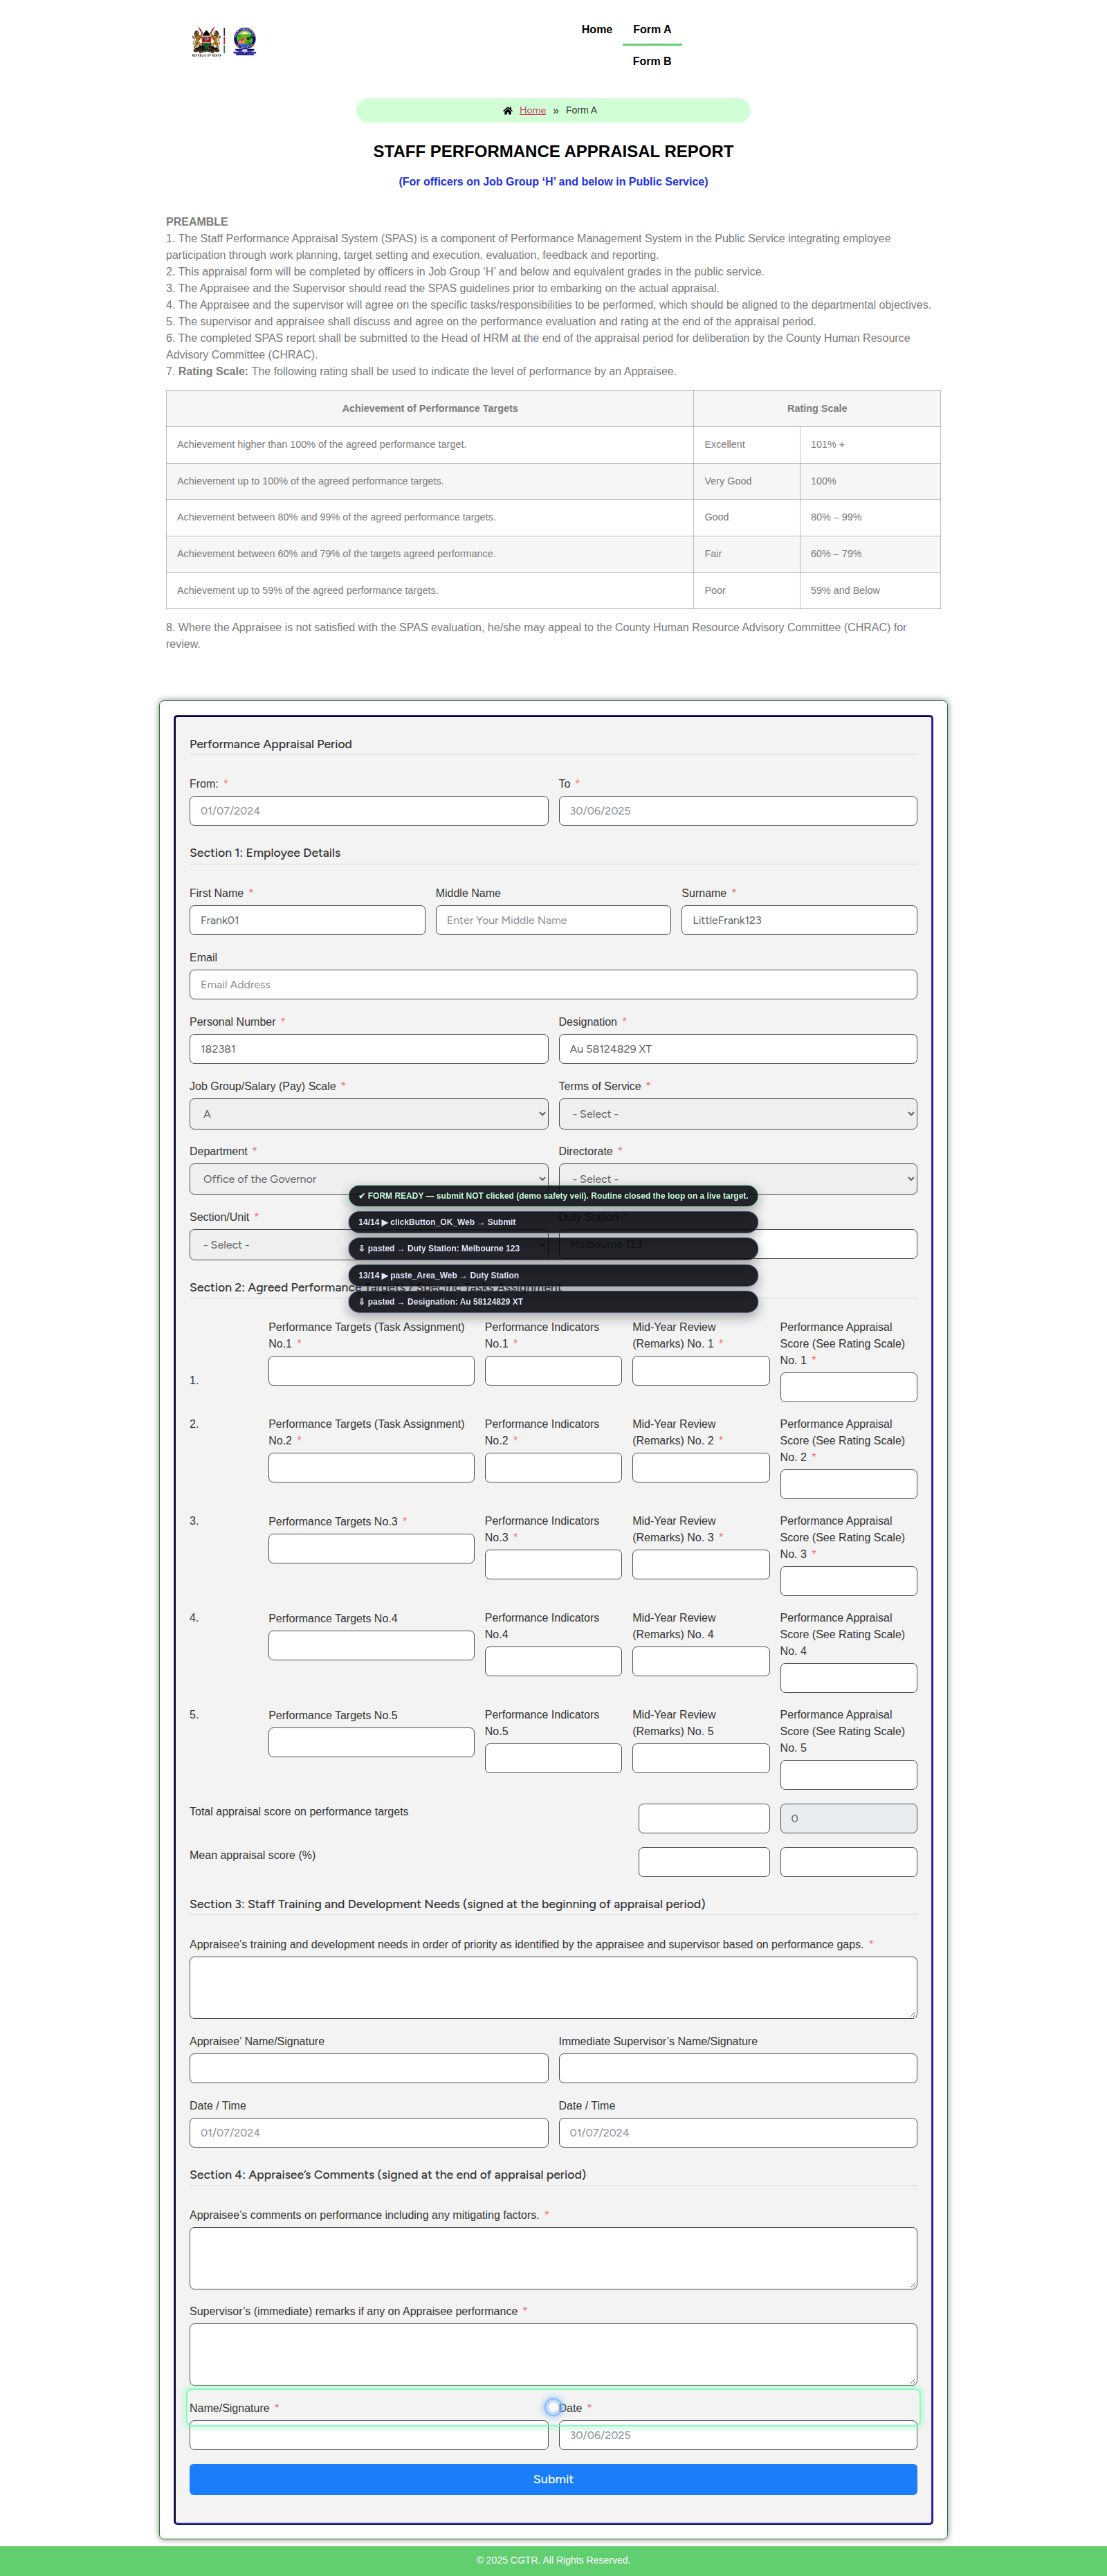 REPUBLIC OF KENYA
Home
Form A
Form B
Home » Form A
STAFF PERFORMANCE APPRAISAL REPORT
(For officers on Job Group ‘H’ and below in Public Service)
PREAMBLE
1. The Staff Performance Appraisal System (SPAS) is a component of Performance Management System in the Public Service integrating employee
participation through work planning, target setting and execution, evaluation, feedback and reporting.
2. This appraisal form will be completed by officers in Job Group ‘H’ and below and equivalent grades in the public service.
3. The Appraisee and the Supervisor should read the SPAS guidelines prior to embarking on the actual appraisal.
4. The Appraisee and the supervisor will agree on the specific tasks/responsibilities to be performed, which should be aligned to the departmental objectives.
5. The supervisor and appraisee shall discuss and agree on the performance evaluation and rating at the end of the appraisal period.
6. The completed SPAS report shall be submitted to the Head of HRM at the end of the appraisal period for deliberation by the County Human Resource
Advisory Committee (CHRAC).
7. Rating Scale: The following rating shall be used to indicate the level of performance by an Appraisee.
Achievement of Performance Targets Rating Scale
Achievement higher than 100% of the agreed performance target. Excellent 101% +
Achievement up to 100% of the agreed performance targets. Very Good 100%
Achievement between 80% and 99% of the agreed performance targets. Good 80% – 99%
Achievement between 60% and 79% of the targets agreed performance. Fair 60% – 79%
Achievement up to 59% of the agreed performance targets. Poor 59% and Below
8. Where the Appraisee is not satisfied with the SPAS evaluation, he/she may appeal to the County Human Resource Advisory Committee (CHRAC) for
review.
Performance Appraisal Period
From: * To *
01/07/2024 30/06/2025
Section 1: Employee Details
First Name * Middle Name Surname *
Frank01 Enter Your Middle Name LittleFrank123
Email
Email Address
Personal Number * Designation *
182381 Au 58124829 XT
Job Group/Salary (Pay) Scale * Terms of Service *
A - Select -
Department * Directorate *
Office of the Governor - Select -
✔ FORM READY — submit NOT clicked (demo safety veil). Routine closed the loop on a live target.
Section/Unit * Duty Station
14/14 ▶ clickButton_OK_Web → Submit
- Select - Melbourne 123
⇩ pasted → Duty Station: Melbourne 123
13/14 ▶ paste_Area_Web → Duty Station
Section 2: Agreed Performance Targets / Specific Tasks Assignment
⇩ pasted → Designation: Au 58124829 XT
Performance Targets (Task Assignment)
No.1 *
Performance Indicators
No.1 *
Mid-Year Review
(Remarks) No. 1 *
Performance Appraisal
Score (See Rating Scale)
No. 1 *
1.
2.
Performance Targets (Task Assignment)
No.2 *
Performance Indicators
No.2 *
Mid-Year Review
(Remarks) No. 2 *
Performance Appraisal
Score (See Rating Scale)
No. 2 *
3.
Performance Targets No.3 *
Performance Indicators
No.3 *
Mid-Year Review
(Remarks) No. 3 *
Performance Appraisal
Score (See Rating Scale)
No. 3 *
4.
Performance Targets No.4
Performance Indicators
No.4
Mid-Year Review
(Remarks) No. 4
Performance Appraisal
Score (See Rating Scale)
No. 4
5.
Performance Targets No.5
Performance Indicators
No.5
Mid-Year Review
(Remarks) No. 5
Performance Appraisal
Score (See Rating Scale)
No. 5
Total appraisal score on performance targets 0
Mean appraisal score (%)
Section 3: Staff Training and Development Needs (signed at the beginning of appraisal period)
Appraisee’s training and development needs in order of priority as identified by the appraisee and supervisor based on performance gaps. *
Appraisee’ Name/Signature Immediate Supervisor’s Name/Signature
Date / Time Date / Time
01/07/2024 01/07/2024
Section 4: Appraisee’s Comments (signed at the end of appraisal period)
Appraisee’s comments on performance including any mitigating factors. *
Supervisor’s (immediate) remarks if any on Appraisee performance *
Name/Signature * Date *
30/06/2025
Submit
© 2025 CGTR. All Rights Reserved.